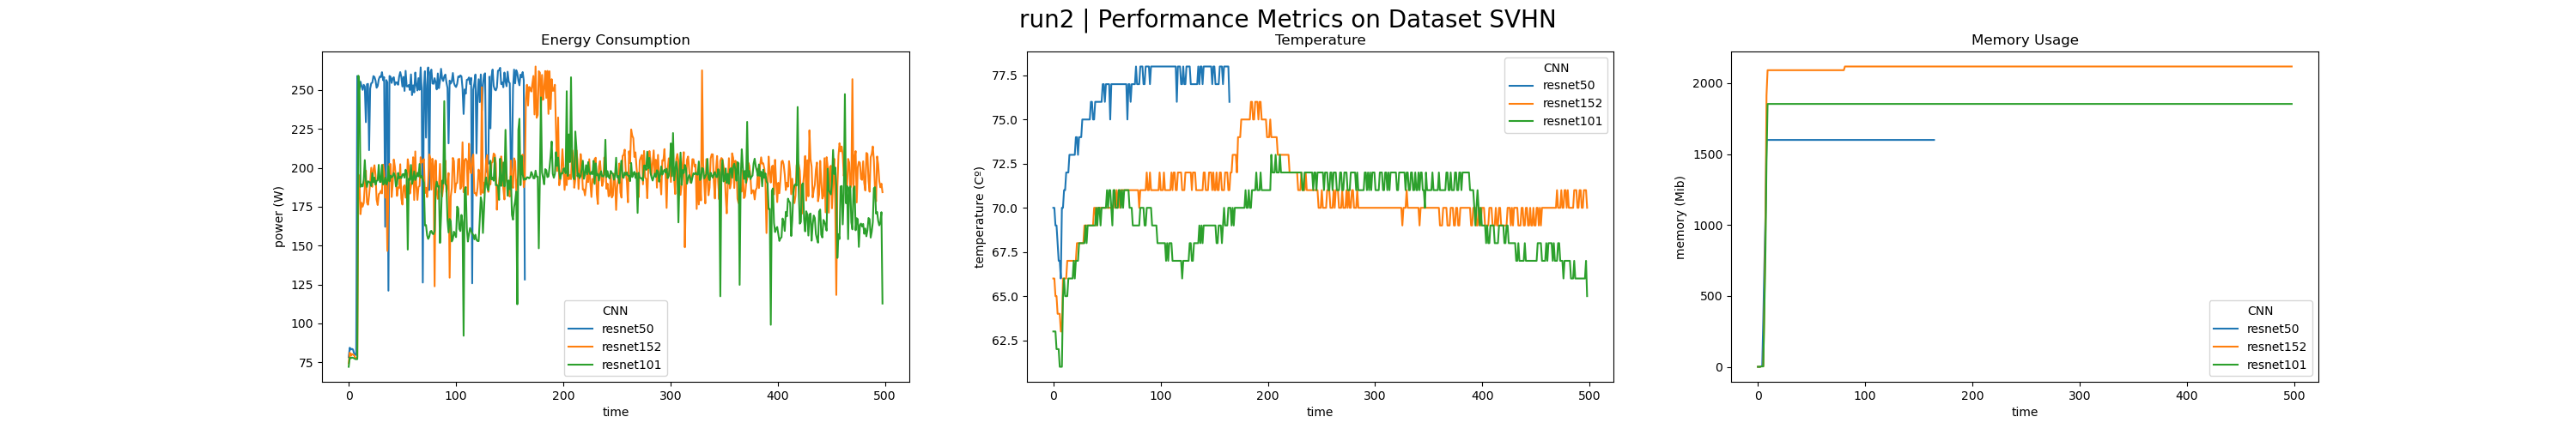 run2 | Performance Metrics on Dataset SVHN
Energy Consumption
power (W)
250
225
200
175
150
125
100
75
0 100 200 300 400 500
time
CNN
resnet50
resnet152
resnet101
Temperature
temperature (Cº)
77.5
75.0
72.5
70.0
67.5
65.0
62.5
0 100 200 300 400 500
time
CNN
resnet50
resnet152
resnet101
Memory Usage
memory (Mib)
2000
1500
1000
500
0
0 100 200 300 400 500
time
CNN
resnet50
resnet152
resnet101